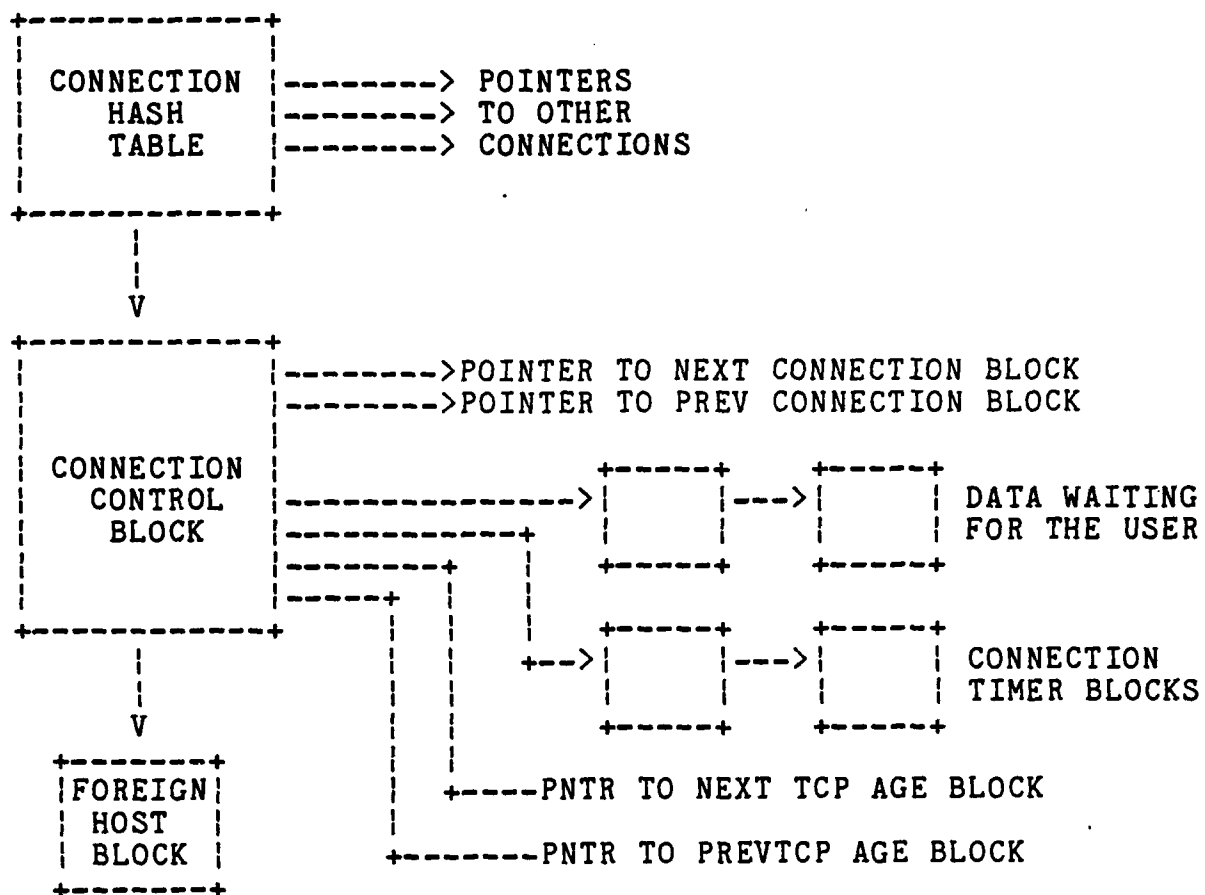 CONNECTION
HASH
TABLE
POINTERS
TO OTHER
CONNECTIONS
POINTER TO NEXT CONNECTION BLOCK
POINTER TO PREV CONNECTION BLOCK
CONNECTION
CONTROL
BLOCK
DATA WAITING
FOR THE USER
CONNECTION
TIMER BLOCKS
FOREIGN
HOST
BLOCK
PNTR TO NEXT TCP AGE BLOCK
PNTR TO PREVTCP AGE BLOCK